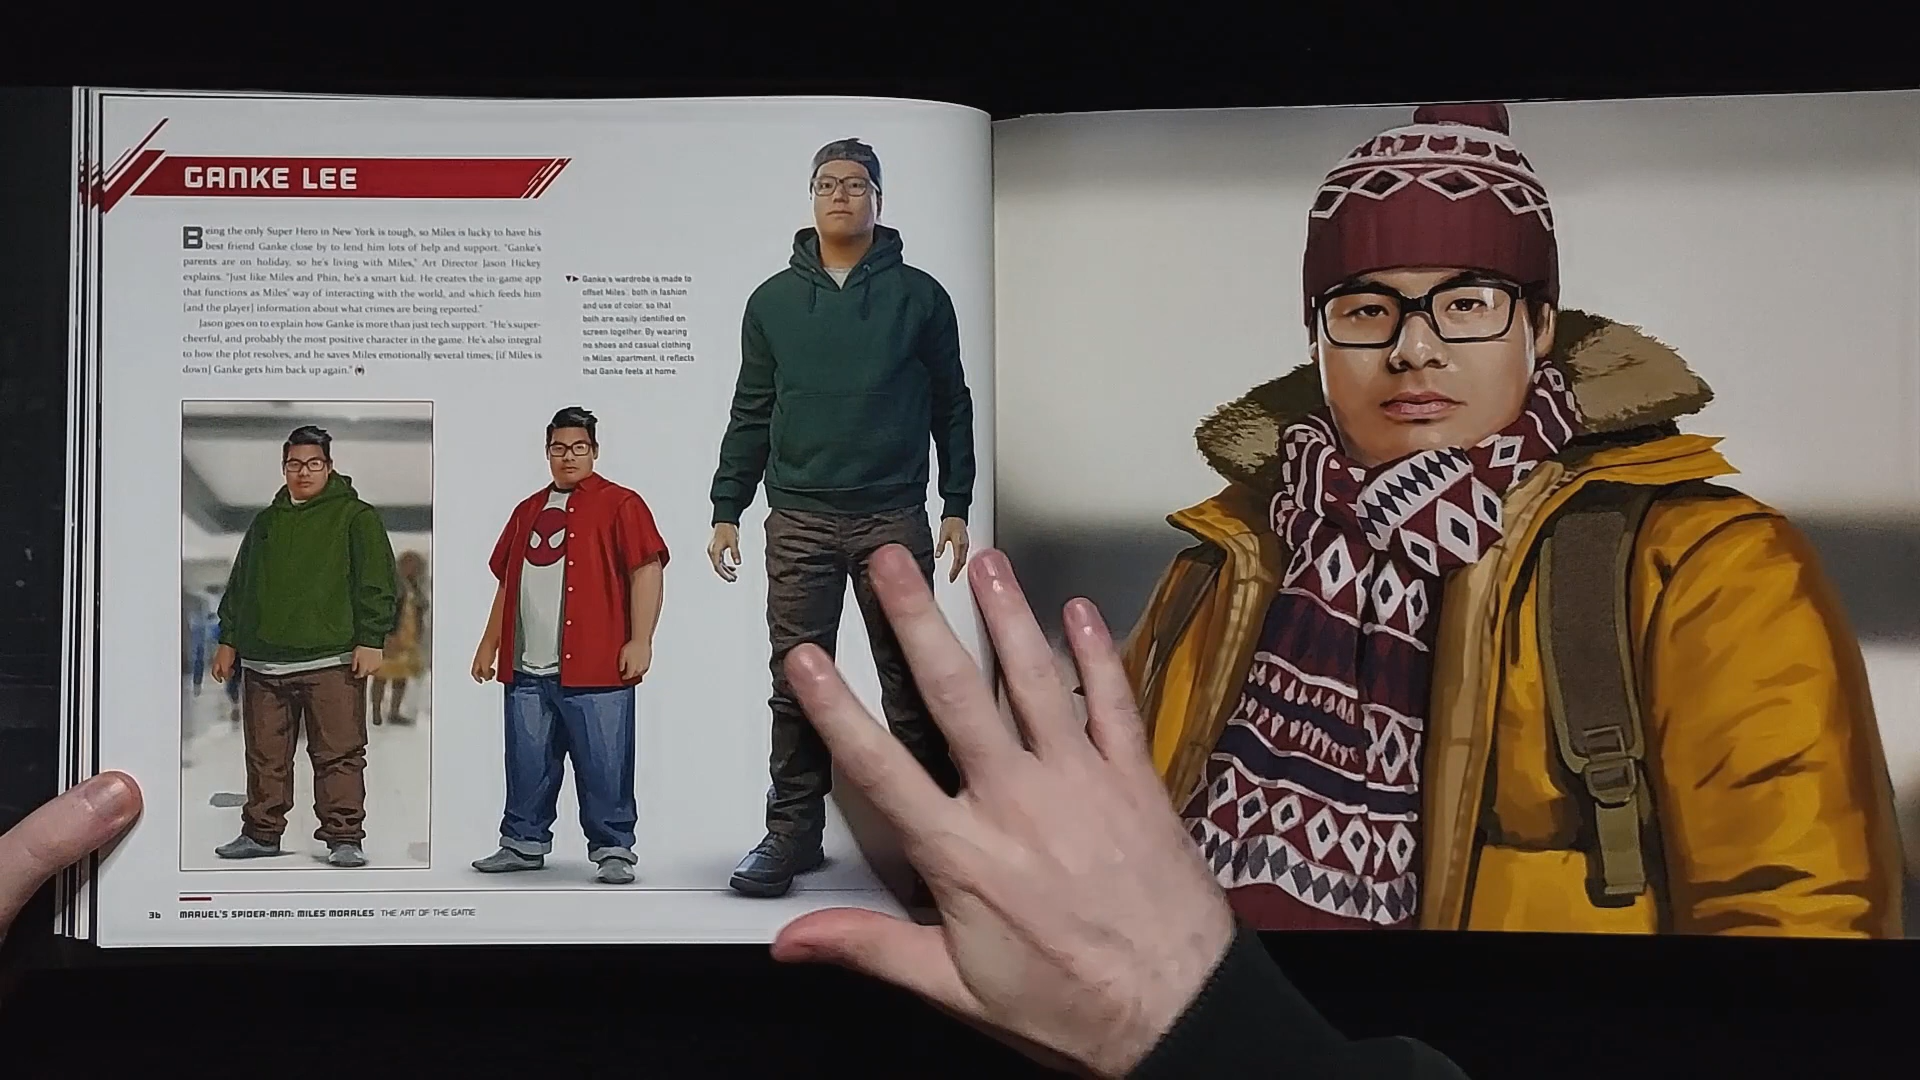 GANKE LEE
Being the only Super Hero in New York is tough, so Miles is lucky to have his
best friend Ganke close by to lend him lots of help and support. "Ganke's
parents are on holiday, so he's living with Miles," Art Director Jason Hickey
explains. "Just like Miles and Phin, he's a smart kid. He creates the in-game app
that functions as Miles' way of interacting with the world, and which feeds him
[and the player] information about what crimes are being reported."
Jason goes on to explain how Ganke is more than just tech support. "He's super-
cheerful, and probably the most positive character in the game. He's also integral
to how the plot resolves, and he saves Miles emotionally several times; [if Miles is
down] Ganke gets him back up again."
Ganke's wardrobe is made to
offset Miles', both in fashion
and use of color, so that
both are easily identified on
screen together. By wearing
no shoes and casual clothing
in Miles' apartment, it reflects
that Ganke feels at home.
36 MARVEL'S SPIDER-MAN: MILES MORALES THE ART OF THE GAME